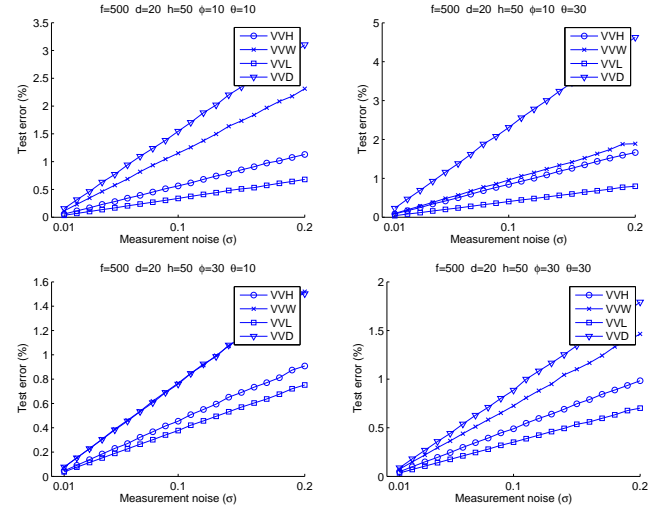 f=500 d=20 h=50 ϕ=10 θ=10
3.5
3
2.5
2
1.5
1
0.5
0
Test error (%)
0.01
0.1
0.2
Measurement noise (σ)
VVH
VVW
VVL
VVD
f=500 d=20 h=50 ϕ=10 θ=30
5
4
3
2
1
0
Test error (%)
0.01
0.1
0.2
Measurement noise (σ)
VVH
VVW
VVL
VVD
f=500 d=20 h=50 ϕ=30 θ=10
1.6
1.4
1.2
1
0.8
0.6
0.4
0.2
0
Test error (%)
0.01
0.1
0.2
Measurement noise (σ)
VVH
VVW
VVL
VVD
f=500 d=20 h=50 ϕ=30 θ=30
2
1.5
1
0.5
0
Test error (%)
0.01
0.1
0.2
Measurement noise (σ)
VVH
VVW
VVL
VVD